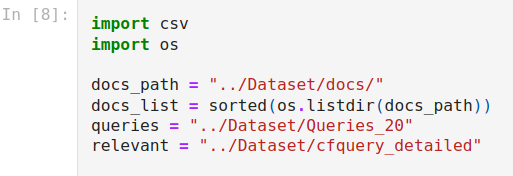 In [8]:
import csv
import os
docs_path = "../Dataset/docs/"
docs_list = sorted(os.listdir(docs_path))
queries = "../Dataset/Queries_20"
relevant = "../Dataset/cfquery_detailed"